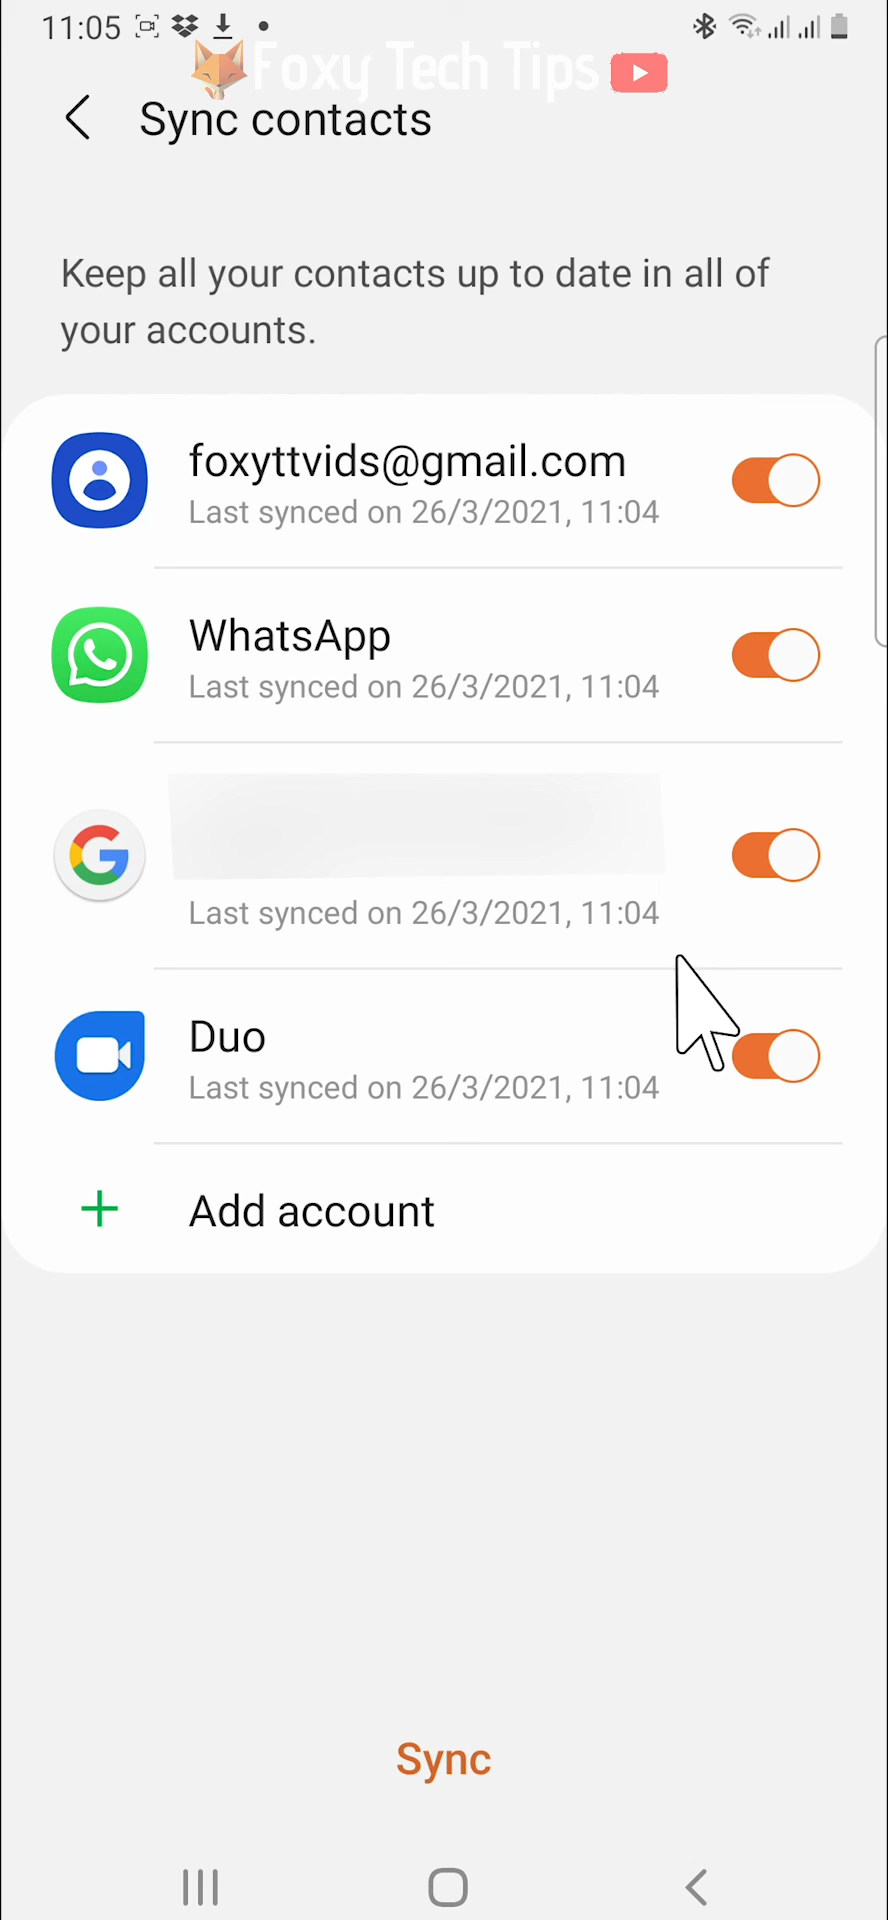 11:05
Foxy Tech Tips
Sync contacts
Keep all your contacts up to date in all of
your accounts.
foxyttvids@gmail.com
Last synced on 26/3/2021, 11:04
WhatsApp
Last synced on 26/3/2021, 11:04
Last synced on 26/3/2021, 11:04
Duo
Last synced on 26/3/2021, 11:04
Add account
Sync